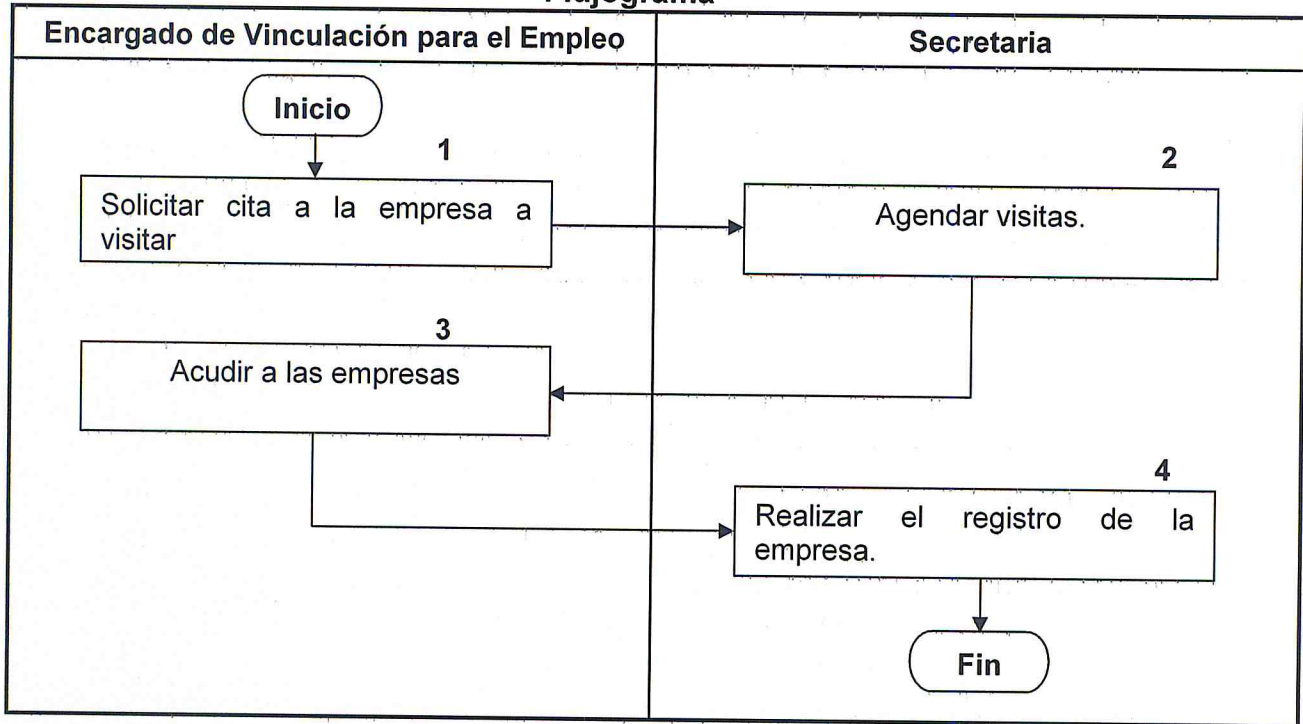 Encargado de Vinculación para el Empleo
Secretaria
Inicio
1
Solicitar cita a la empresa a
visitar
2
Agendar visitas.
3
Acudir a las empresas
4
Realizar el registro de la
empresa.
Fin